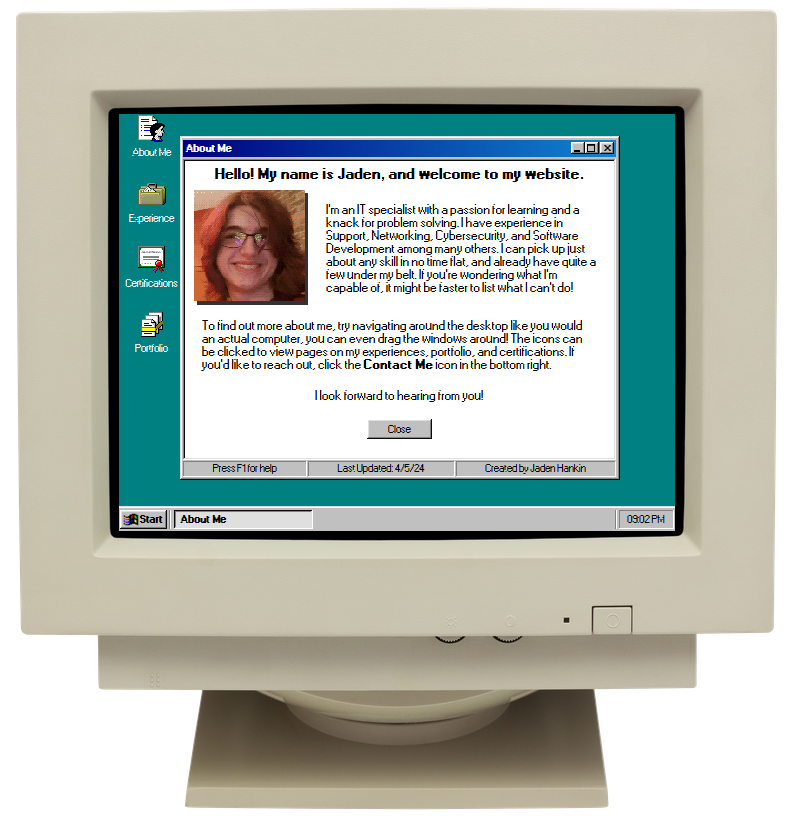 About Me
About Me
Hello! My name is Jaden, and welcome to my website.
I'm an IT specialist with a passion for learning and a
knack for problem solving. I have experience in
Support, Networking, Cybersecurity, and Software
Development among many others. I can pick up just
about any skill in no time flat, and already have quite a
few under my belt. If you're wondering what I'm
capable of, it might be faster to list what I can't do!
Experience
Certifications
Portfolio
To find out more about me, try navigating around the desktop like you would
an actual computer, you can even drag the windows around! The icons can
be clicked to view pages on my experiences, portfolio, and certifications. If
you'd like to reach out, click the Contact Me icon in the bottom right.
I look forward to hearing from you!
Close
Press F1 for help
Last Updated: 4/5/24
Created by Jaden Hankin
Start
About Me
09:02 PM